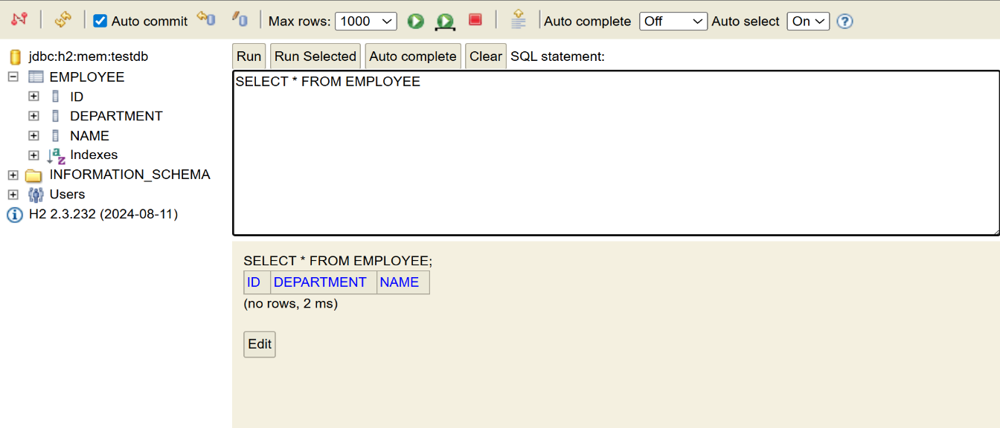 Auto commit Max rows: 1000 Auto complete Off Auto select On
jdbc:h2:mem:testdb
EMPLOYEE
ID
DEPARTMENT
NAME
Indexes
INFORMATION_SCHEMA
Users
H2 2.3.232 (2024-08-11)
Run Run Selected Auto complete Clear SQL statement:
SELECT * FROM EMPLOYEE
SELECT * FROM EMPLOYEE;
ID DEPARTMENT NAME
(no rows, 2 ms)
Edit